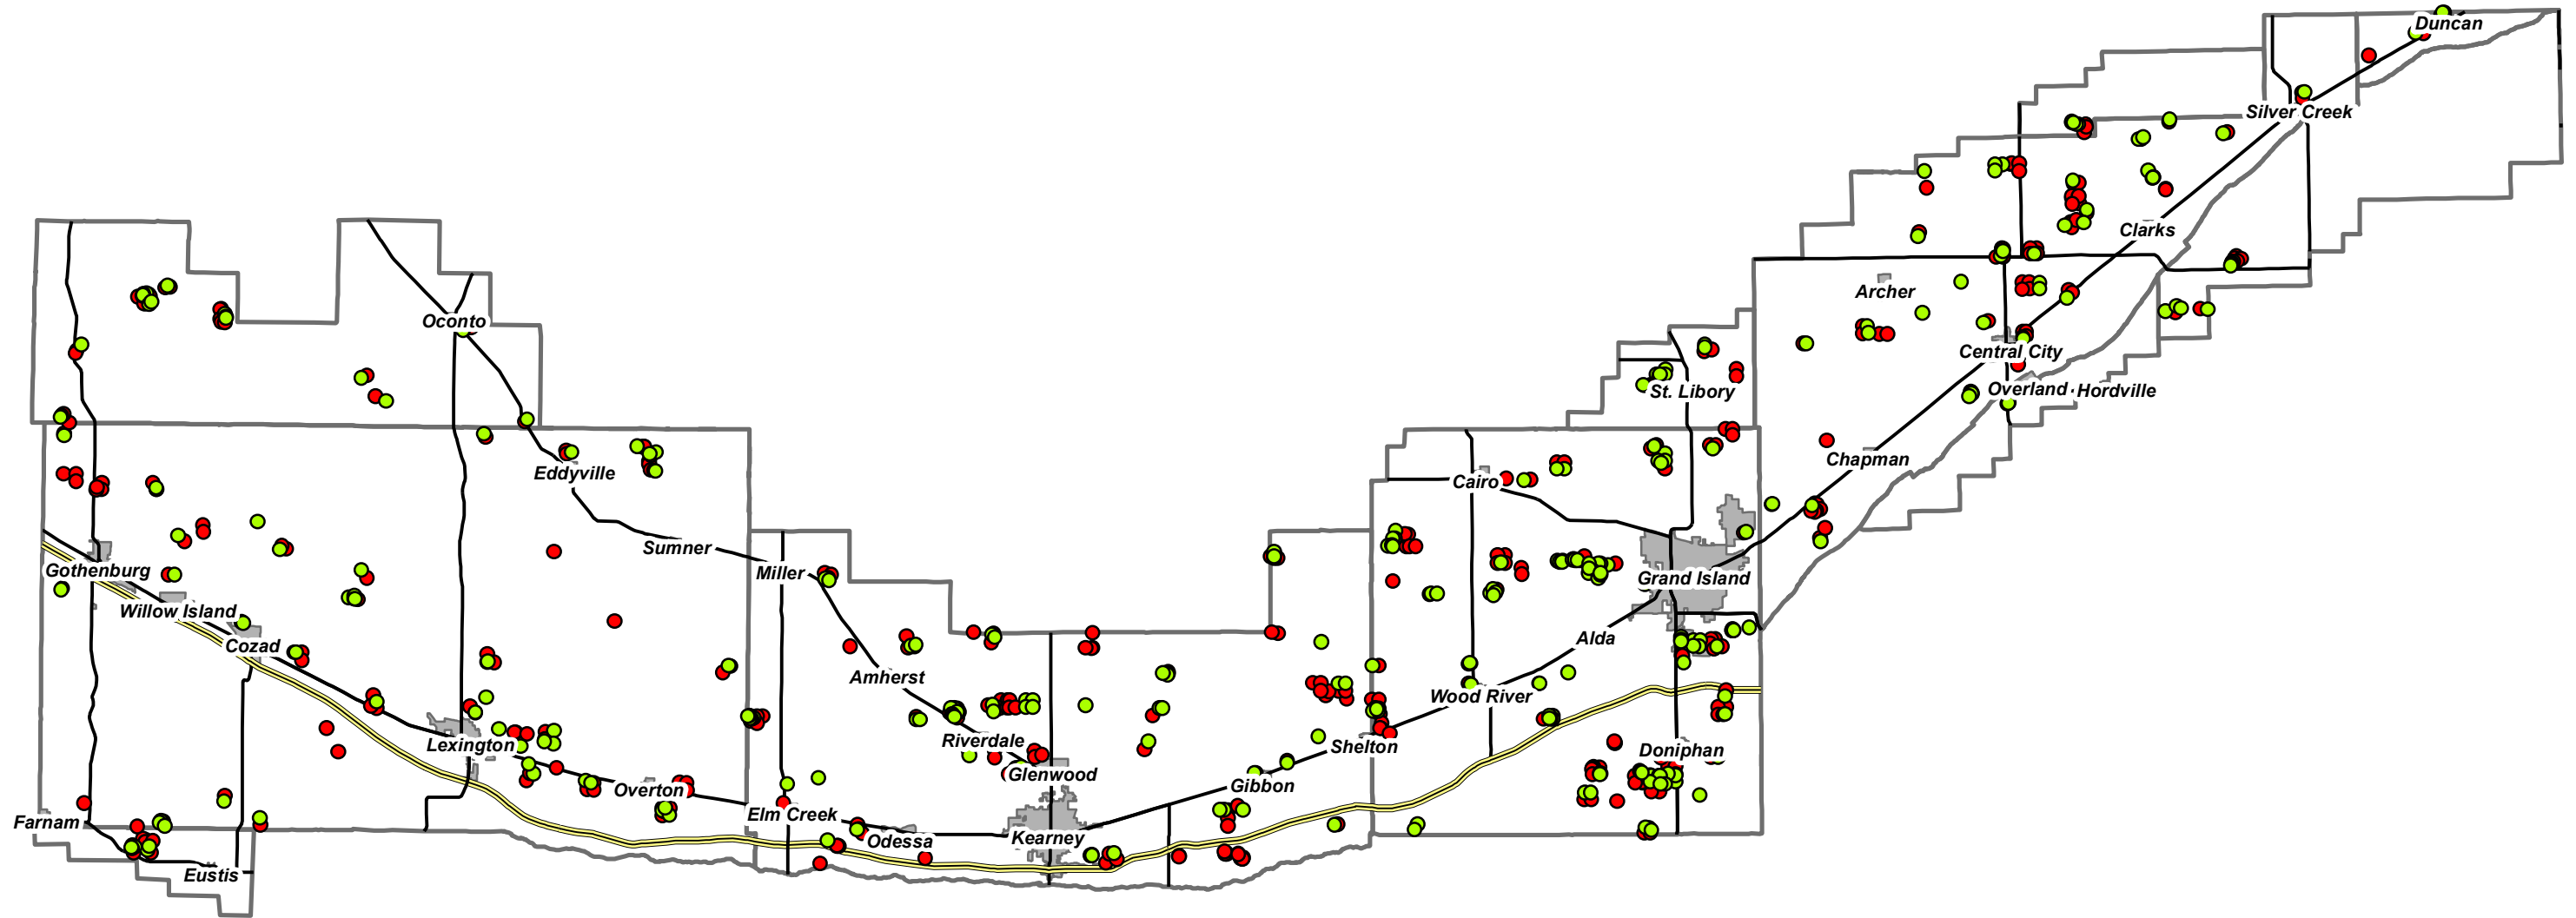 Duncan
Silver Creek
Clarks
Archer
Oconto
Central City
Overland
Hordville
St. Libory
Chapman
Eddyville
Cairo
Sumner
Gothenburg
Miller
Grand Island
Willow Island
Alda
Cozad
Amherst
Wood River
Riverdale
Lexington
Shelton
Doniphan
Glenwood
Gibbon
Overton
Elm Creek
Farnam
Odessa
Kearney
Eustis